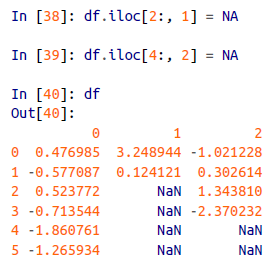 In [38]: df.iloc[2:, 1] = NA
In [39]: df.iloc[4:, 2] = NA
In [40]: df
Out[40]:
0 1 2
0 0.476985 3.248944 -1.021228
1 -0.577087 0.124121 0.302614
2 0.523772 NaN 1.343810
3 -0.713544 NaN -2.370232
4 -1.860761 NaN NaN
5 -1.265934 NaN NaN